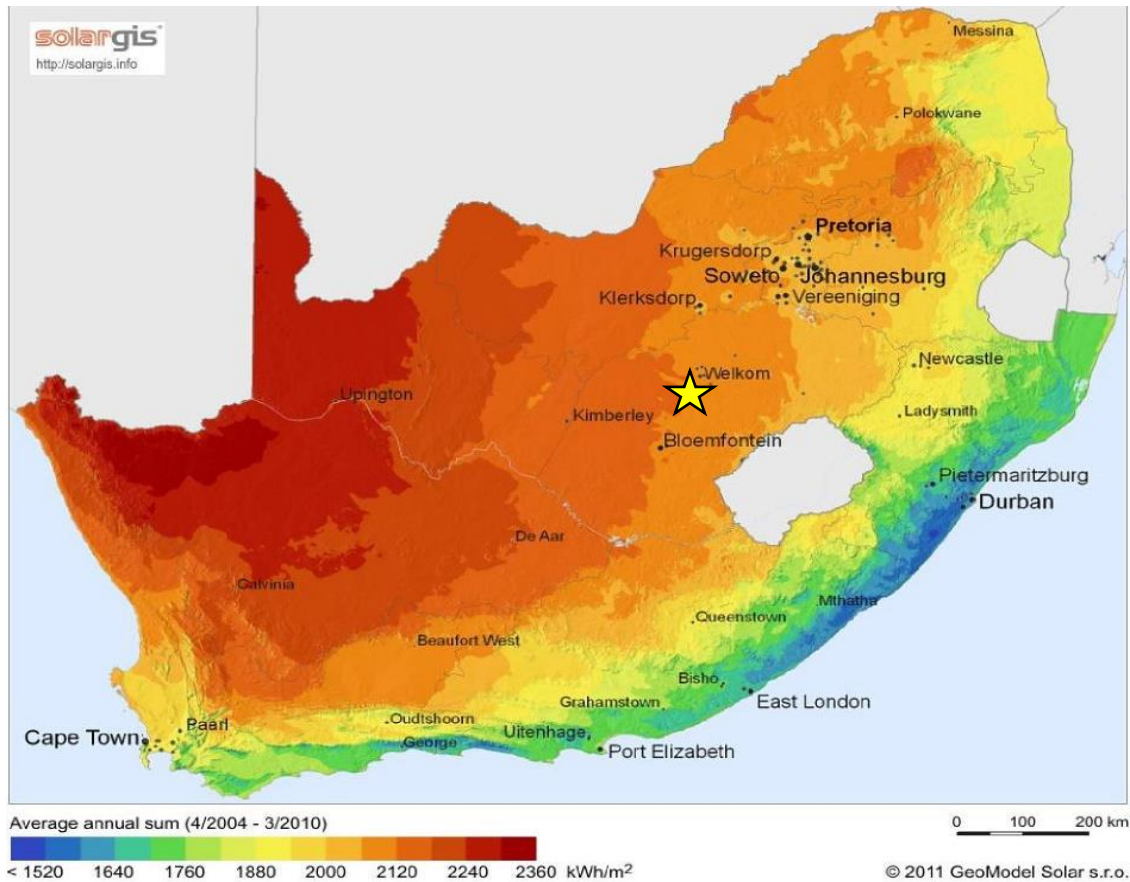 solargis
http://solargis.info
Messina
Polokwane
Pretoria
Krugersdorp
Soweto Johannesburg
Klerksdorp Vereeniging
Newcastle
Welkom
Upington
Kimberley
Ladysmith
Bloemfontein
Pietermaritzburg
Durban
De Aar
Calvinia
Mthatha
Queenstown
Beaufort West
Bisho
Grahamstown
East London
Oudtshoorn
Paarl
Uitenhage
Cape Town
George
Port Elizabeth
Average annual sum (4/2004 - 3/2010)
0 100 200 km
< 1520 1640 1760 1880 2000 2120 2240 2360 kWh/m²
© 2011 GeoModel Solar s.r.o.